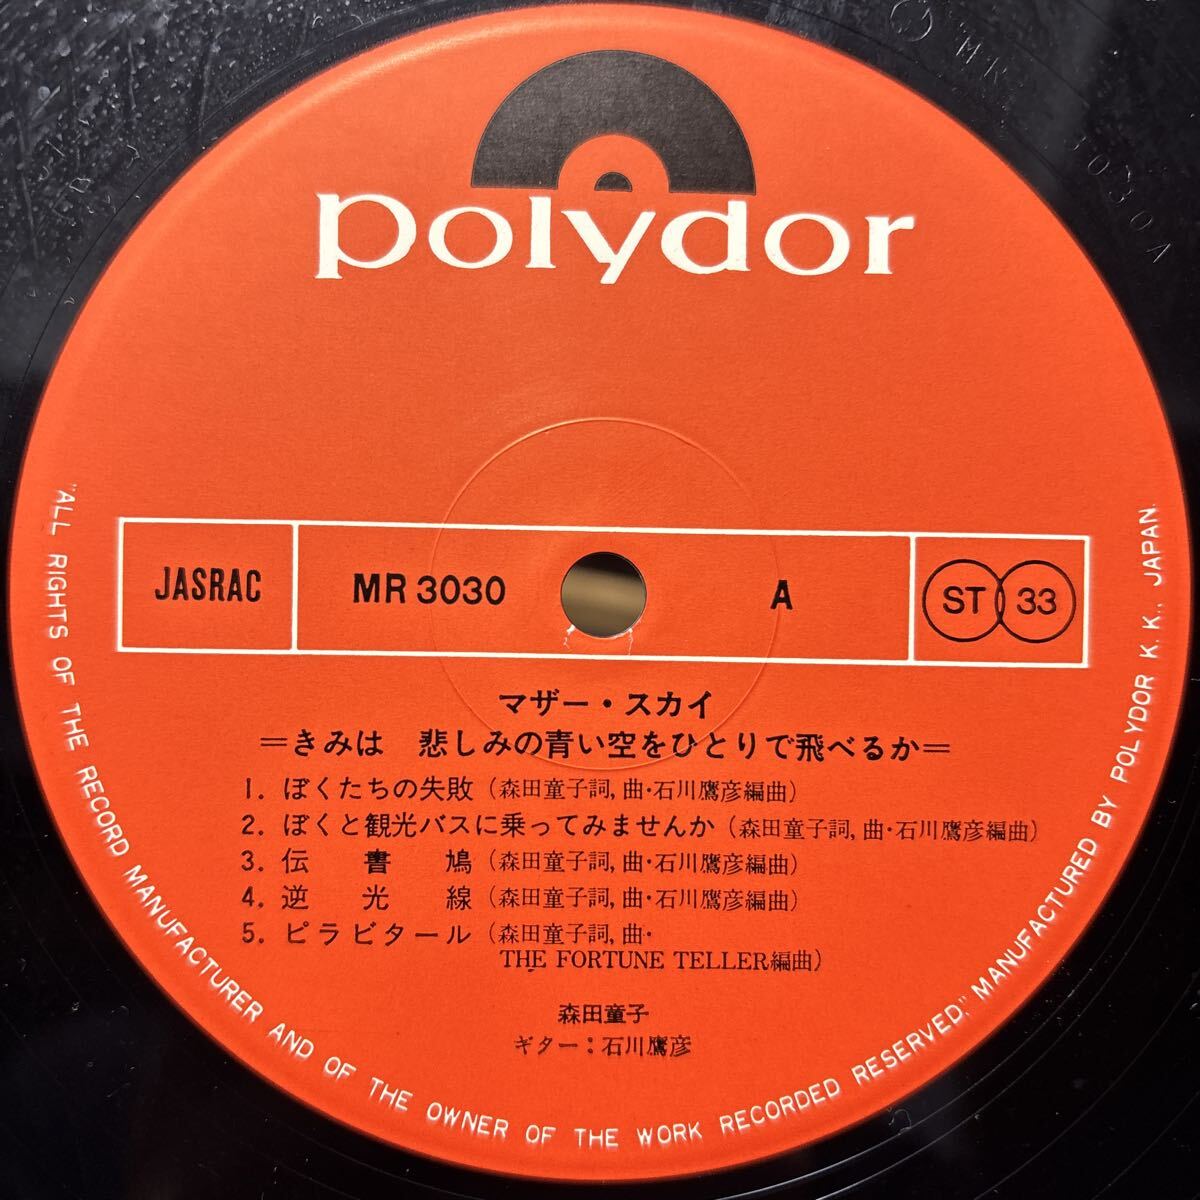 polydor
JASRAC MR 3030 A ST 33
マザー・スカイ
=きみは 悲しみの青い空をひとりで飛べるか=
1. ぼくたちの失敗 (森田童子詞, 曲・石川鷹彦編曲)
2. ぼくと観光バスに乗ってみませんか (森田童子詞, 曲・石川鷹彦編曲)
3. 伝書鳩 (森田童子詞, 曲・石川鷹彦編曲)
4. 逆光線 (森田童子詞, 曲・石川鷹彦編曲)
5. ピラビタール (森田童子詞, 曲・
THE FORTUNE TELLER編曲)
森田童子
ギター：石川鷹彦
"ALL RIGHTS OF THE RECORD MANUFACTURER AND OF THE OWNER OF THE WORK RECORDED RESERVED." MANUFACTURED BY POLYDOR K. K., JAPAN.
MR 3030 A